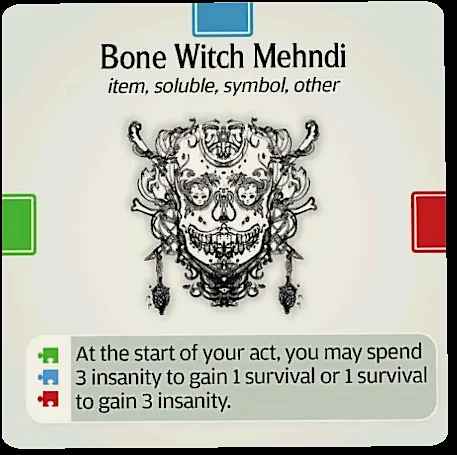 Bone Witch Mehndi
item, soluble, symbol, other
At the start of your act, you may spend
3 insanity to gain 1 survival or 1 survival
to gain 3 insanity.